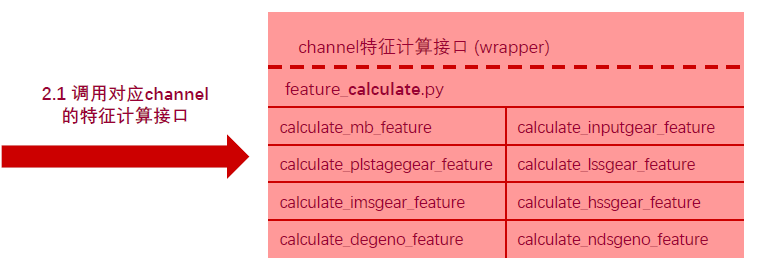 2.1 调用对应channel
的特征计算接口
channel特征计算接口 (wrapper)
feature_calculate.py
calculate_mb_feature
calculate_inputgear_feature
calculate_plstagegear_feature
calculate_lssgear_feature
calculate_imsgear_feature
calculate_hssgear_feature
calculate_degeno_feature
calculate_ndsgeno_feature